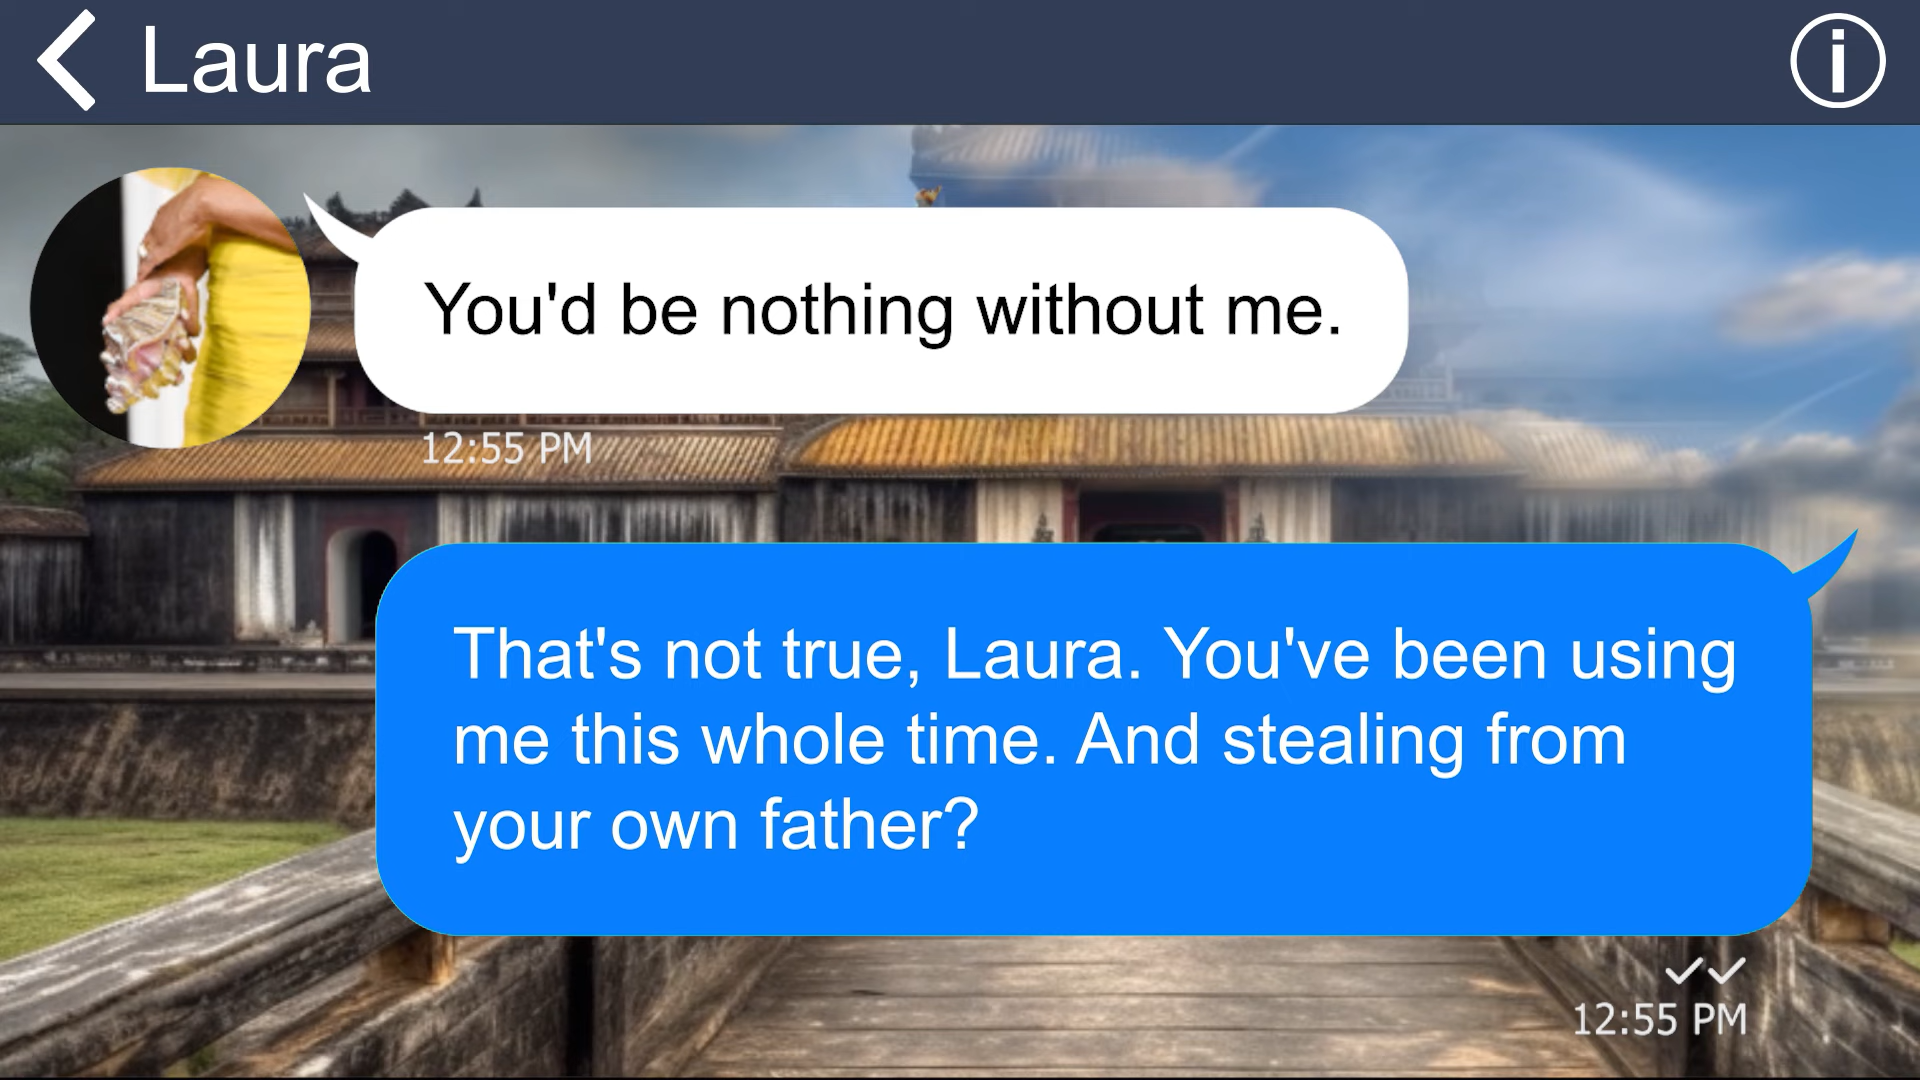 Laura
You'd be nothing without me.
12:55 PM
That's not true, Laura. You've been using
me this whole time. And stealing from
your own father?
12:55 PM